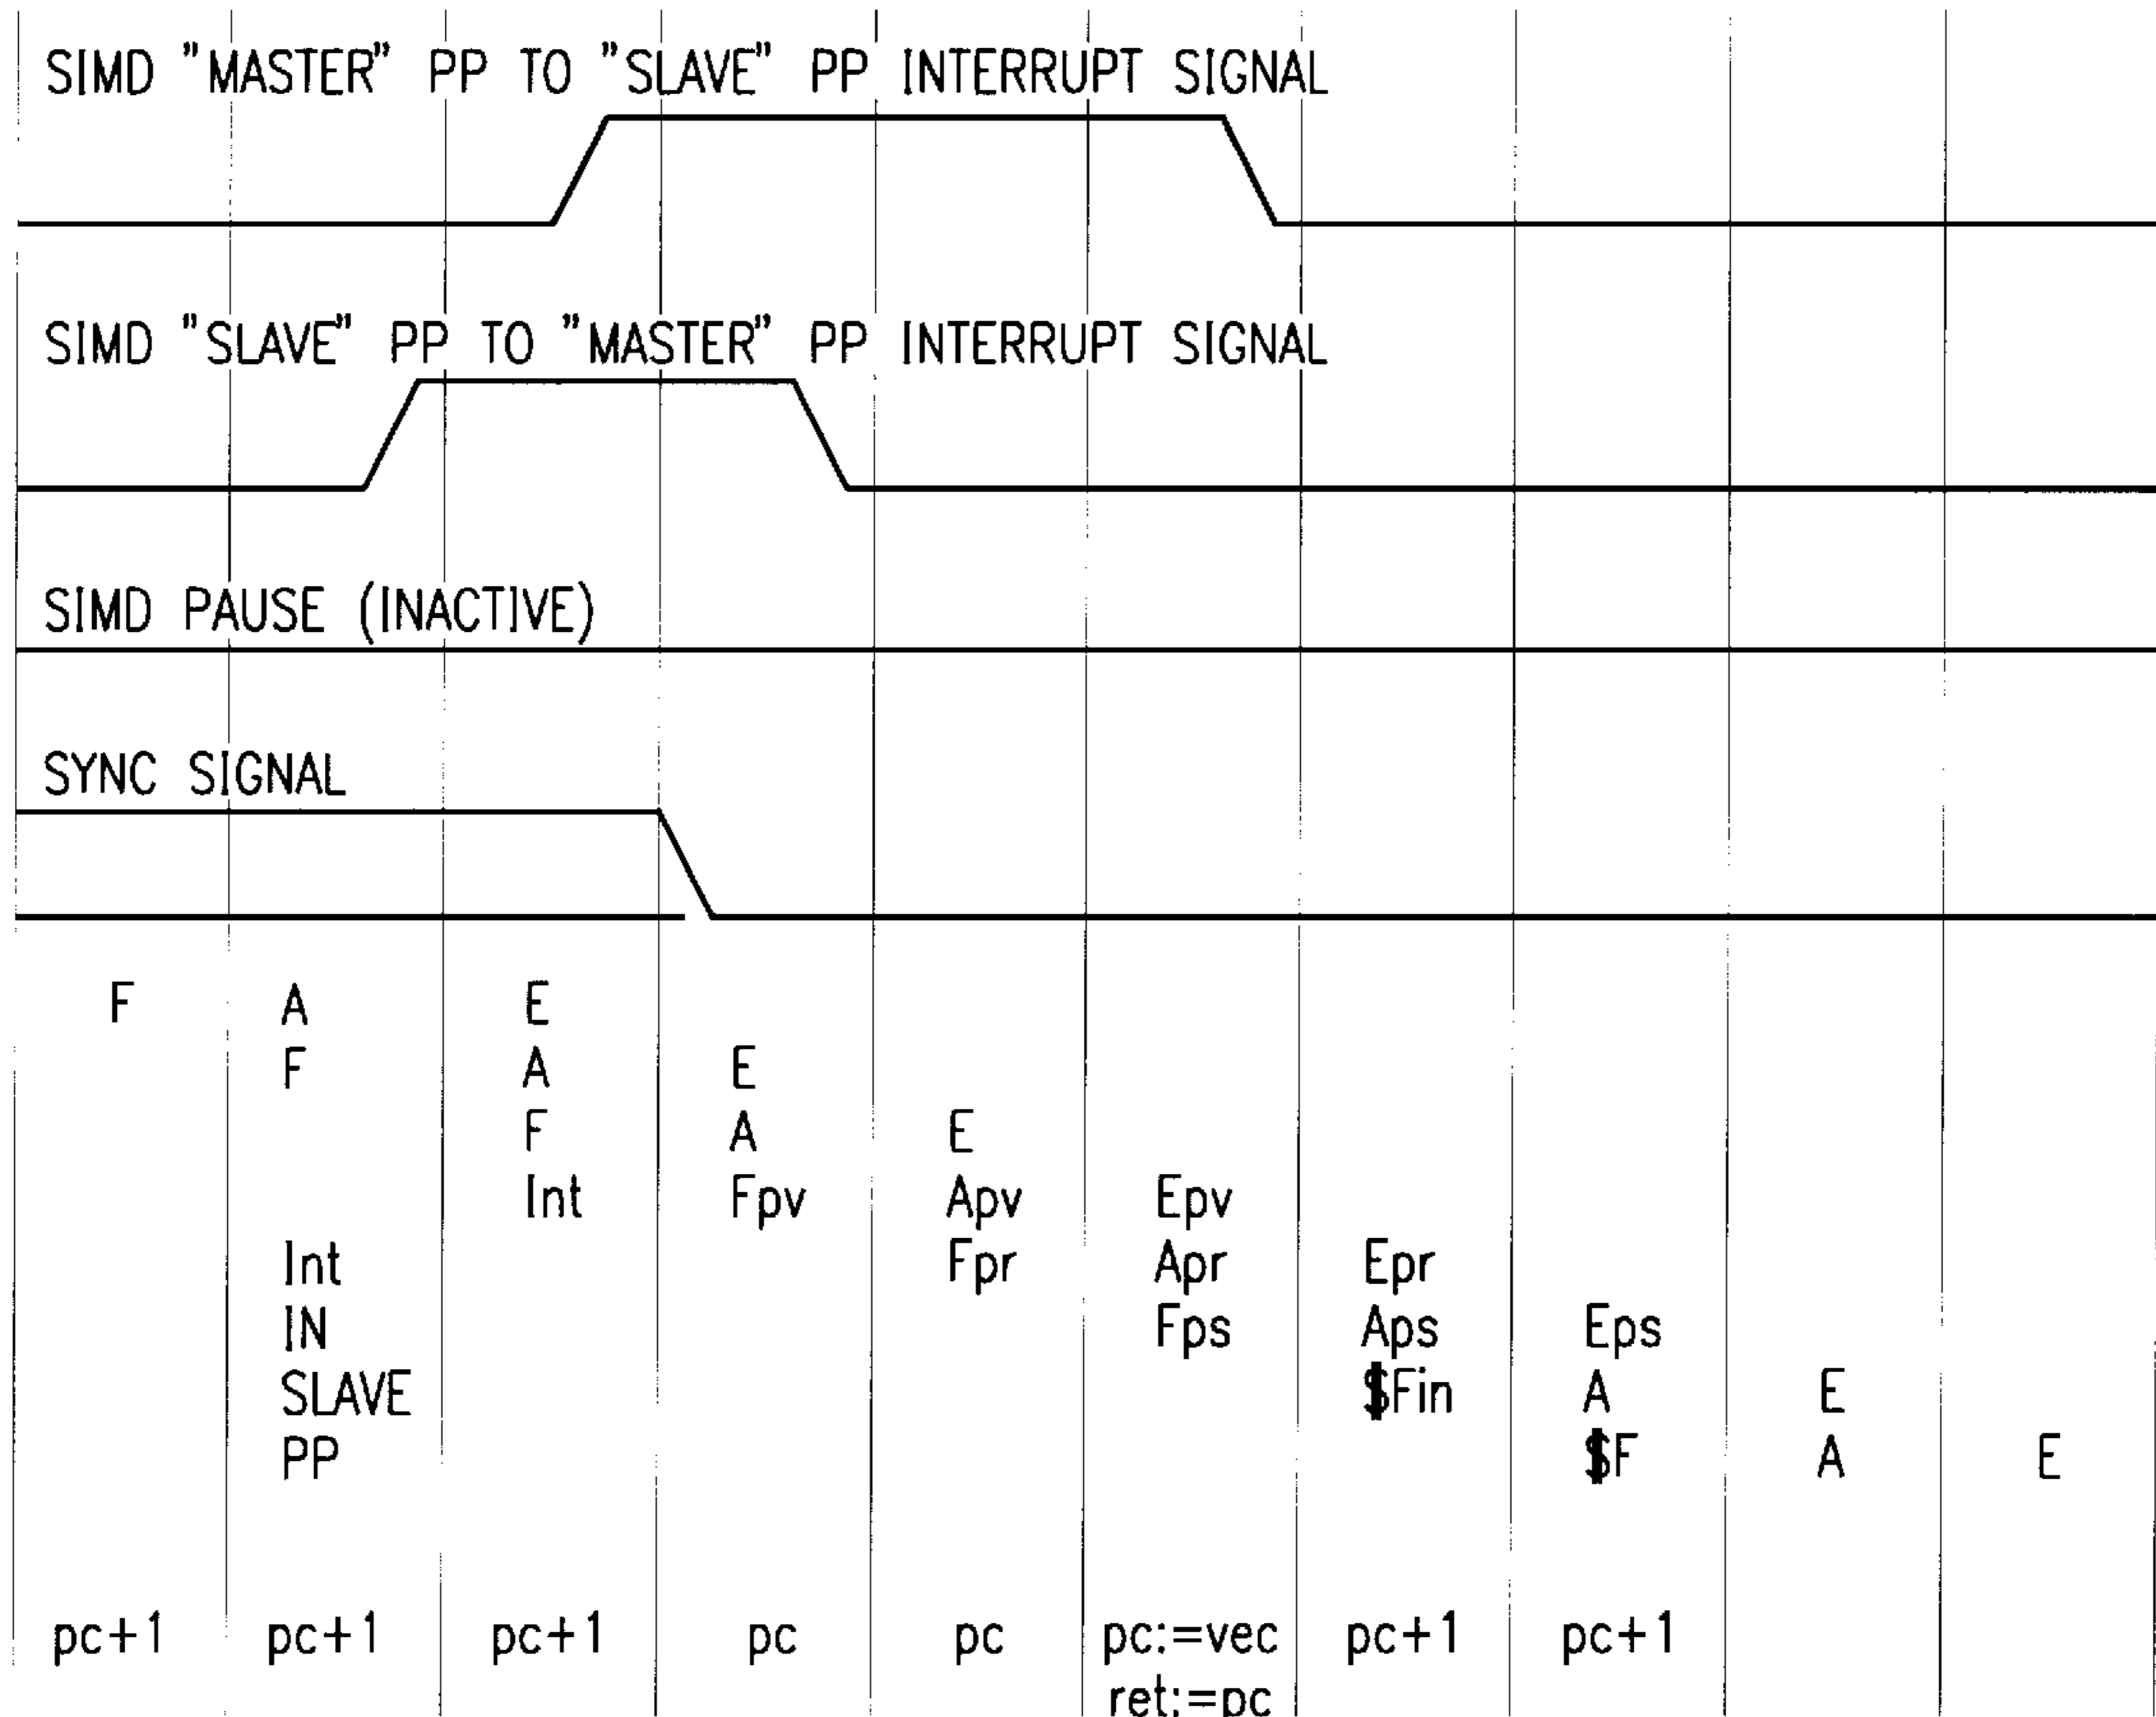 SIMD "MASTER" PP TO "SLAVE" PP INTERRUPT SIGNAL
SIMD "SLAVE" PP TO "MASTER" PP INTERRUPT SIGNAL
SIMD PAUSE (INACTIVE)
SYNC SIGNAL
F A E
F A E
F A E
Int Fpv Apv Epv
Int Fpr Apr Epr
IN Fps Aps Eps
SLAVE $Fin A E
PP $F A E
pc+1 pc+1 pc+1 pc pc pc:=vec pc+1 pc+1
ret:=pc